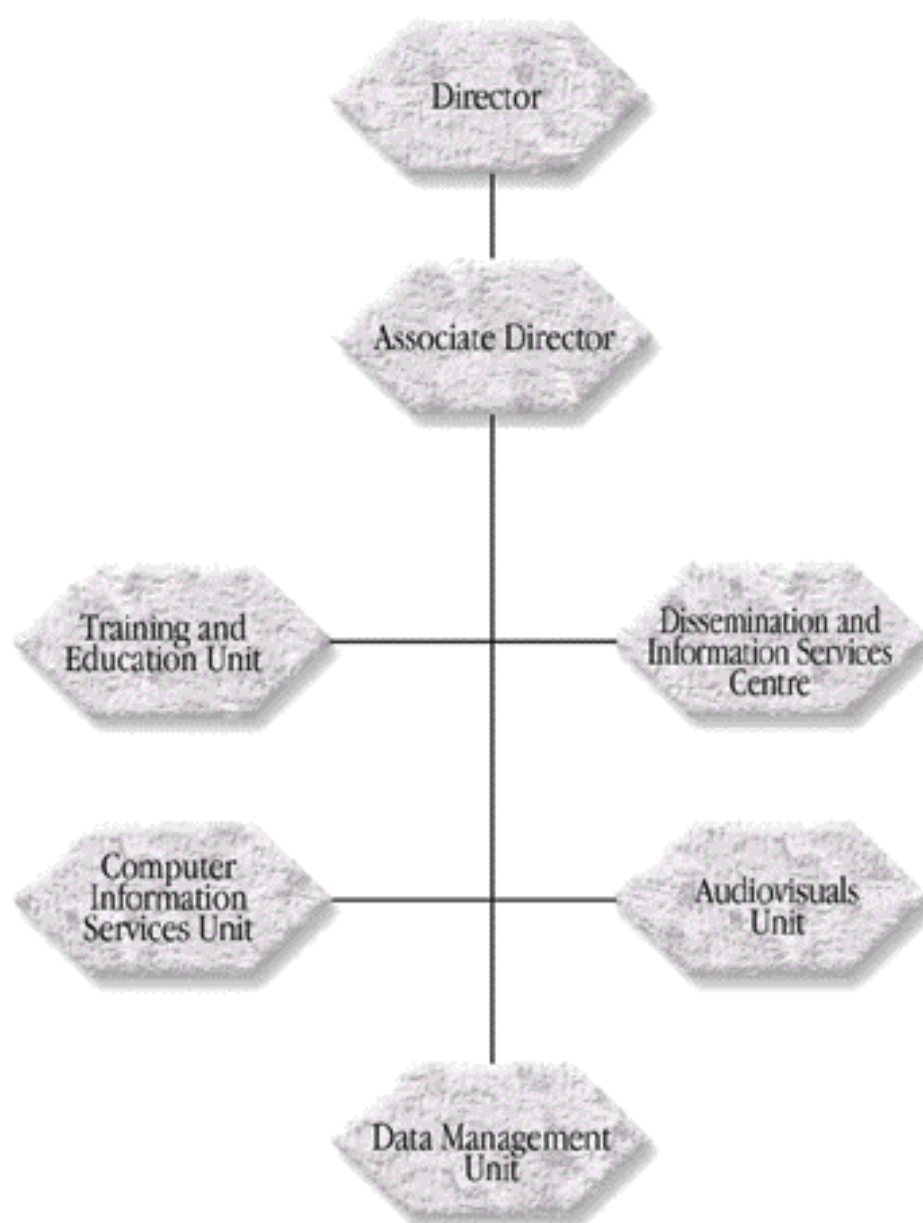 Director
Associate Director
Training and
Education Unit
Dissemination and
Information Services
Centre
Computer
Information
Services Unit
Audiovisuals
Unit
Data Management
Unit